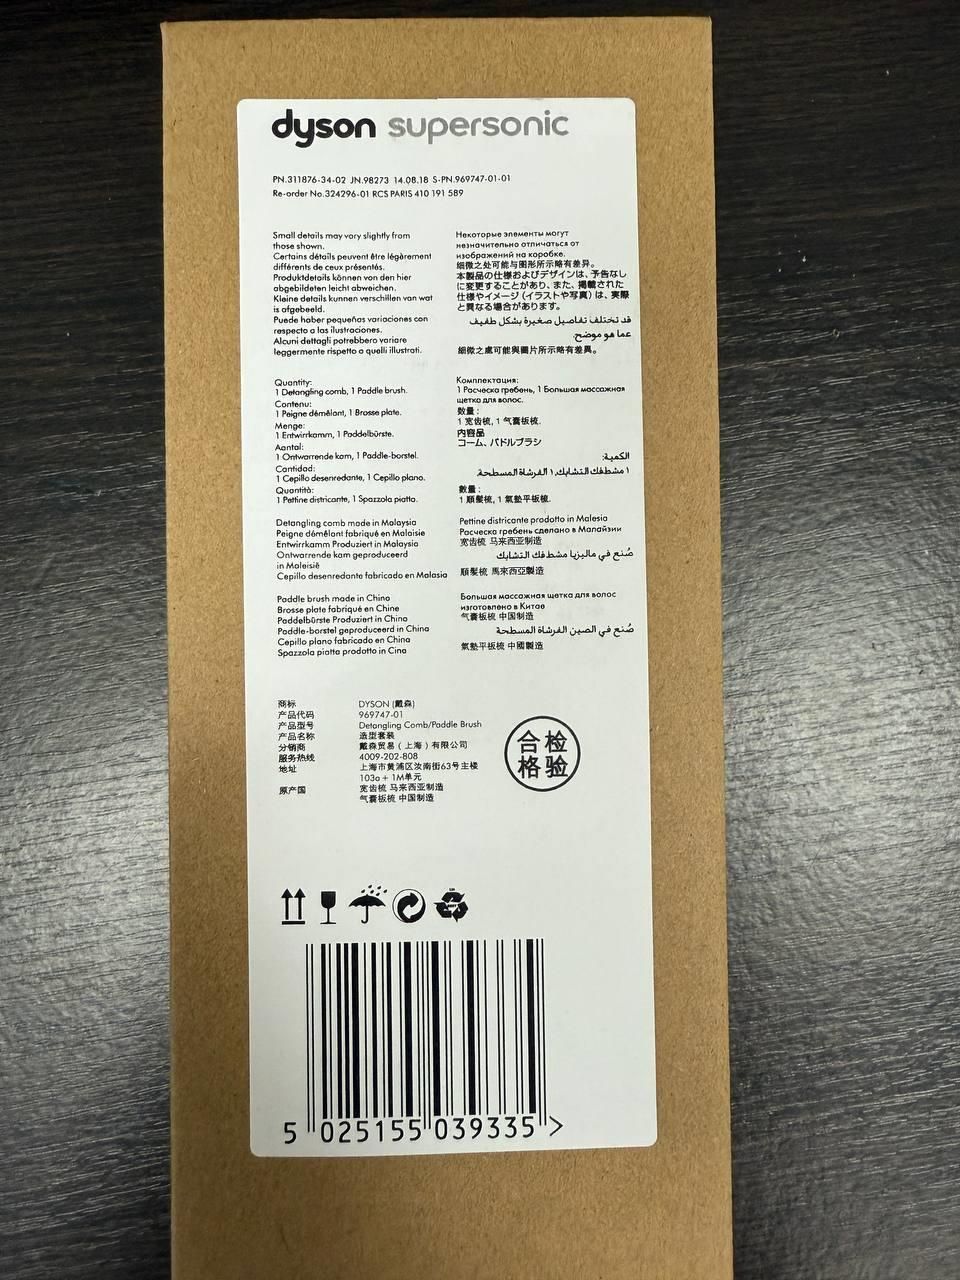 dyson supersonic
PN.311876-34-02 JN.98273 14.08.18 S-PN.969747-01-01
Re-order No.324296-01 RCS PARIS 410 191 589
Small details may vary slightly from
those shown.
Certains détails peuvent être légèrement
différents de ceux présentés.
Produktdetails können von den hier
abgebildeten leicht abweichen.
Kleine details kunnen verschillen van wat
is afgebeeld.
Puede haber pequeñas variaciones con
respecto a las ilustraciones.
Alcuni dettagli potrebbero variare
leggermente rispetto a quelli illustrati.
Некоторые элементы могут
незначительно отличаться от
изображений на коробке.
细微之处可能与图形所示略有差异。
本製品の仕様およびデザインは、予告なし
に変更することがあり、また、掲載された
仕様やイメージ（イラストや写真）は、実際
と異なる場合があります。
قد تختلف تفاصيل صغيرة بشكل طفيف
عما هو موضح.
細微之處可能與圖片所示略有差異。
Quantity:
1 Detangling comb, 1 Paddle brush.
Contenu:
1 Peigne démêlant, 1 Brosse plate.
Menge:
1 Entwirrkamm, 1 Paddelbürste.
Aantal:
1 Ontwarrende kam, 1 Paddle-borstel.
Cantidad:
1 Cepillo desenredante, 1 Cepillo plano.
Quantità:
1 Pettine districante, 1 Spazzola piatta.
Комплектация:
1 Расческа гребень, 1 Большая массажная
щетка для волос.
数量：
1 宽齿梳, 1 气囊板梳.
内容品
コーム、パドルブラシ
الكمية:
١ مشط فك التشابك، ١ الفرشاة المسطحة.
數量：
1 順髮梳, 1 氣墊平板梳.
Detangling comb made in Malaysia
Peigne démêlant fabriqué en Malaisie
Entwirrkamm Produziert in Malaysia
Ontwarrende kam geproduceerd
in Maleisië
Cepillo desenredante fabricado en Malasia
Pettine districante prodotto in Malesia
Расческа гребень сделано в Малайзии
宽齿梳 马来西亚制造
صُنع في ماليزيا مشط فك التشابك
順髮梳 馬來西亞製造
Paddle brush made in China
Brosse plate fabriqué en Chine
Paddelbürste Produziert in China
Paddle-borstel geproduceerd in China
Cepillo plano fabricado en China
Spazzola piatta prodotto in Cina
Большая массажная щетка для волос
изготовлено в Китае
气囊板梳 中国制造
صُنع في الصين الفرشاة المسطحة
氣墊平板梳 中國製造
商标 DYSON (戴森)
产品代码 969747-01
产品型号 Detangling Comb/Paddle Brush
产品名称 造型套装
分销商 戴森贸易（上海）有限公司
服务热线 4009-202-808
地址 上海市黄浦区汝南街63号主楼
103a + 1M单元
原产国 宽齿梳 马来西亚制造
气囊板梳 中国制造
合检
格验
5 025155 039335 >